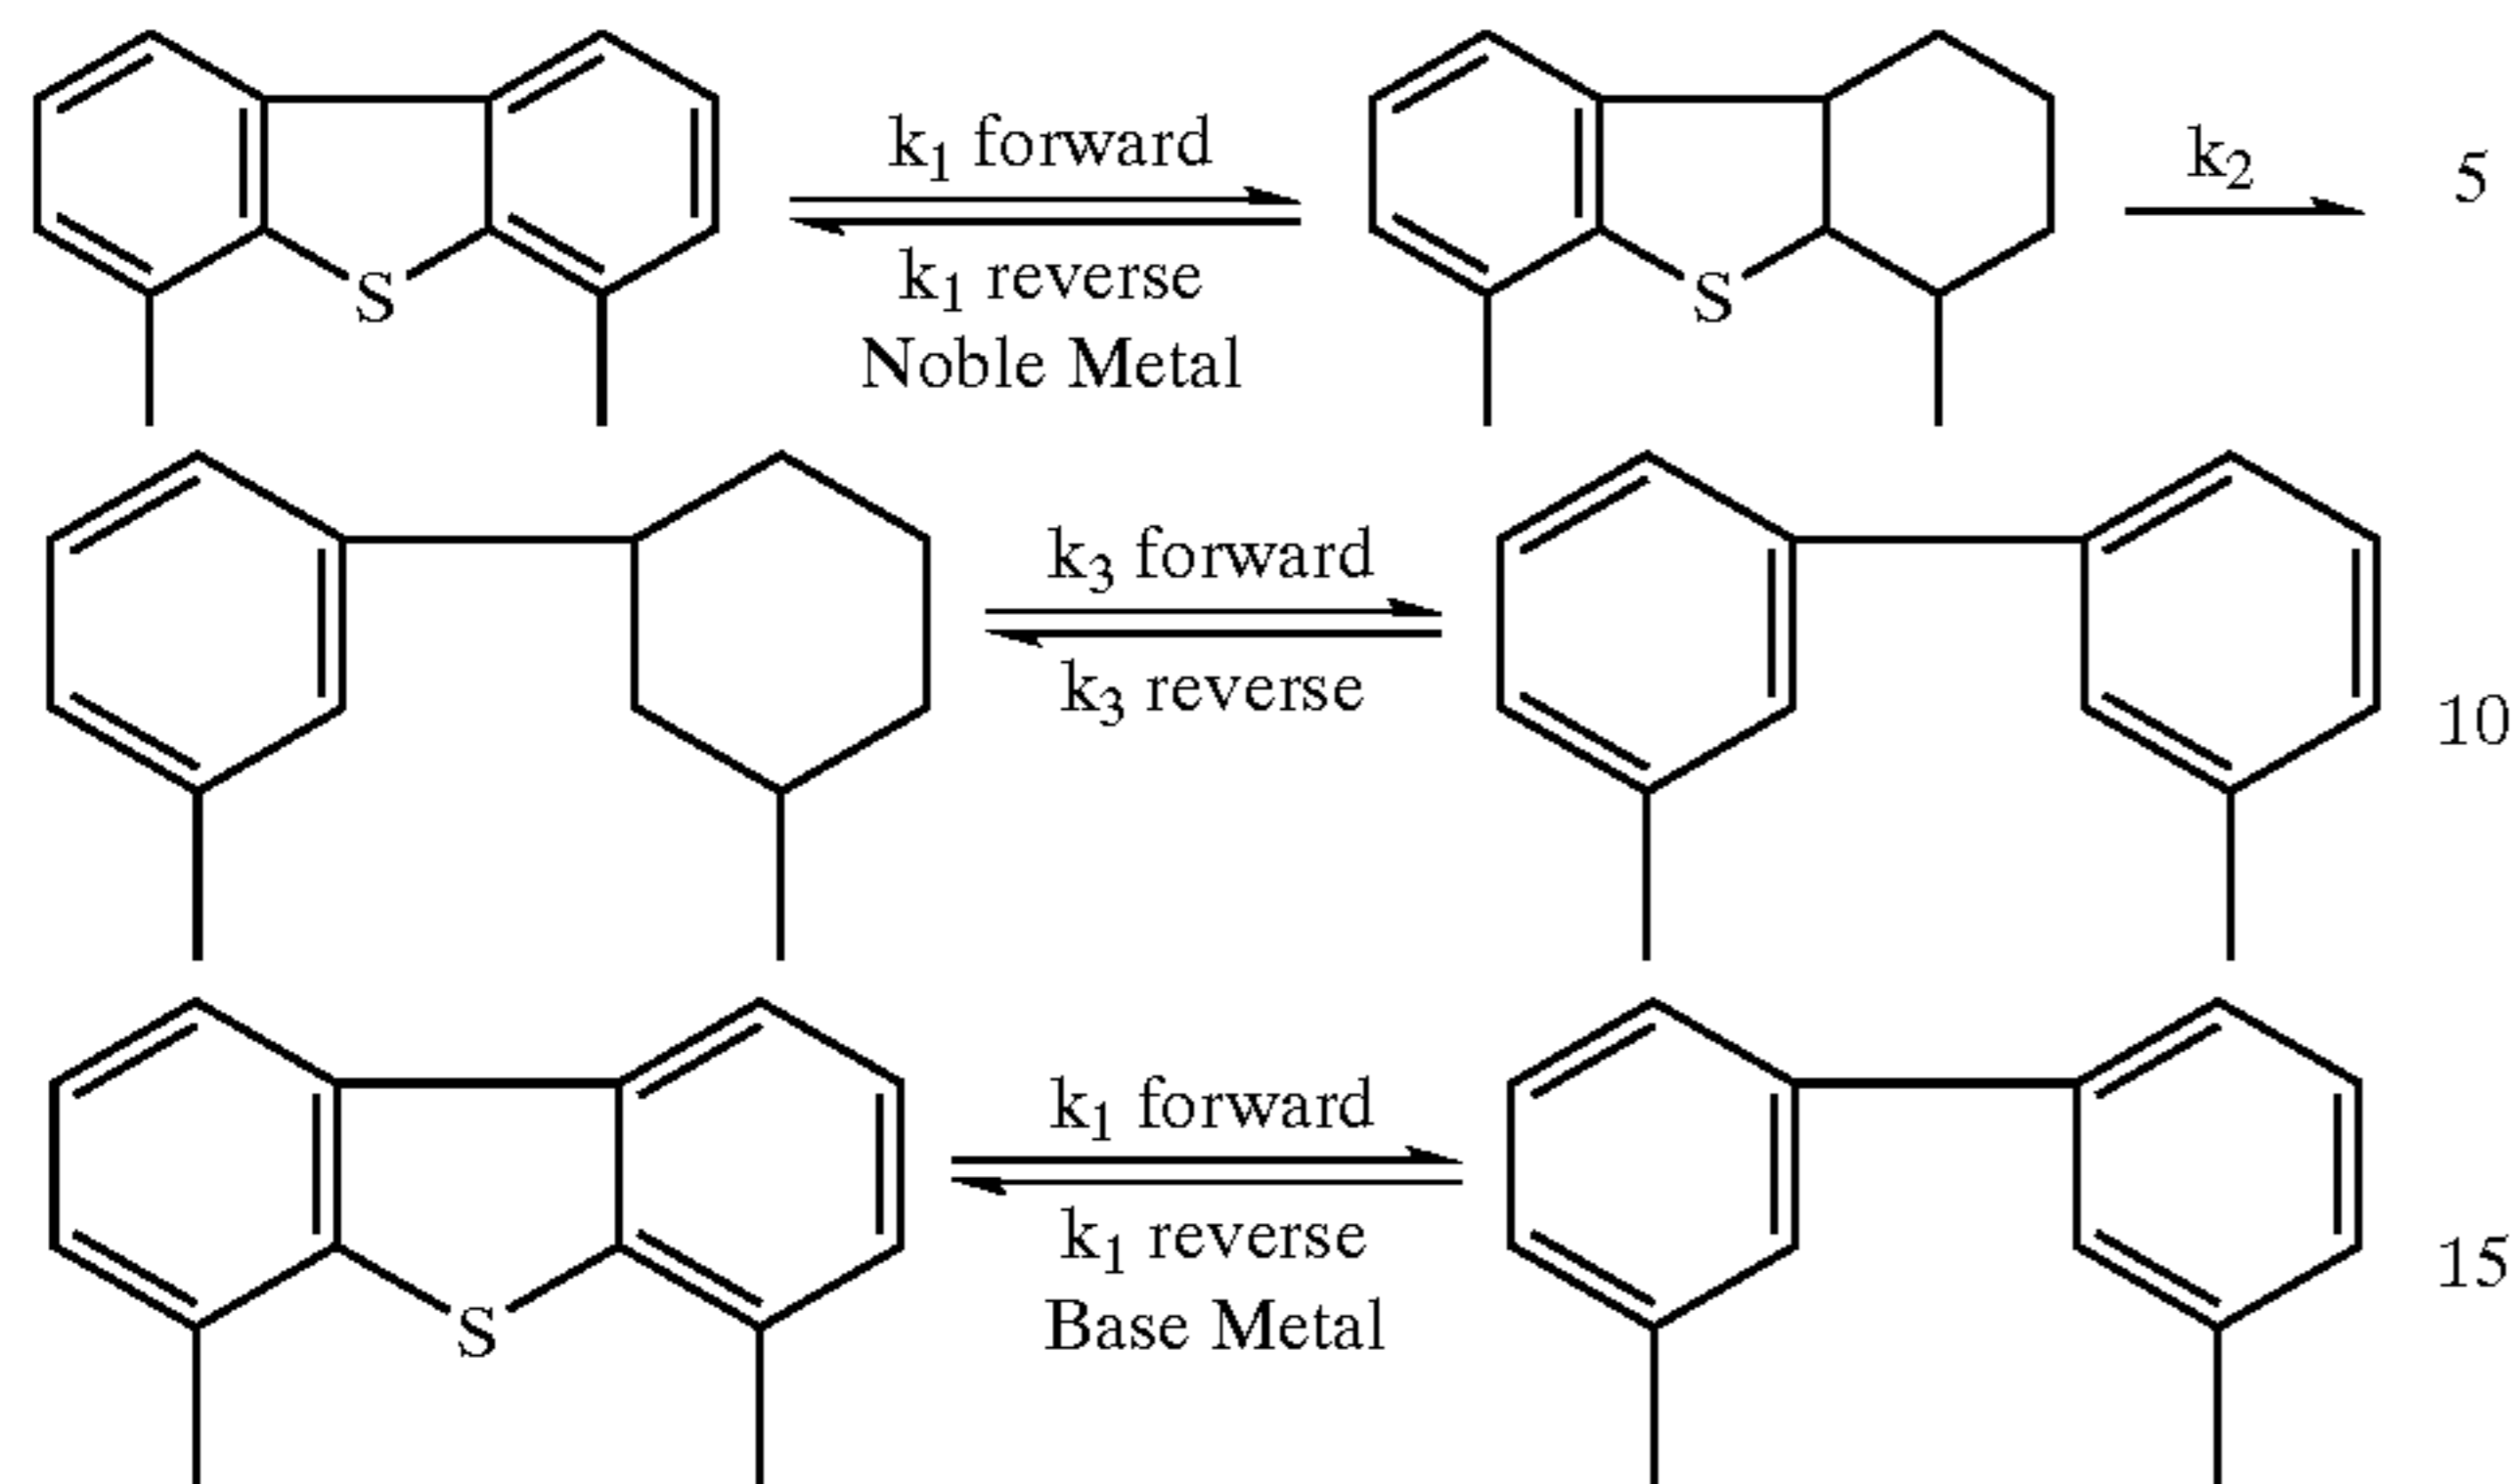 k₁ forward
k₁ reverse
Noble Metal
S
S
k₂
5
k₃ forward
k₃ reverse
10
k₁ forward
k₁ reverse
Base Metal
S
15